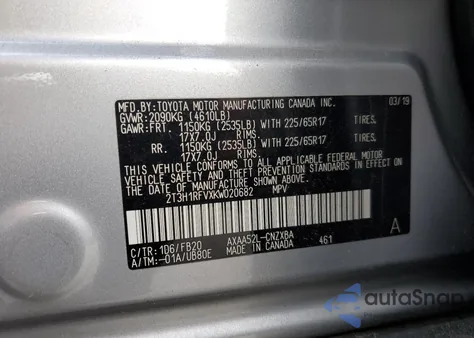 MFD.BY:TOYOTA MOTOR MANUFACTURING CANADA INC. 03/19
GVWR:2090KG (4610LB)
GAWR:FRT. 1150KG (2535LB) WITH 225/65R17 TIRES.
17X7.0J RIMS.
RR. 1150KG (2535LB) WITH 225/65R17 TIRES.
17X7.0J RIMS.
THIS VEHICLE CONFORMS TO ALL APPLICABLE FEDERAL MOTOR
VEHICLE SAFETY AND THEFT PREVENTION STANDARDS IN EFFECT
ON THE DATE OF MANUFACTURE SHOWN ABOVE.
2T3H1RFVXKW020682 MPV
C/TR: 1D6/FB20 AXAA52L-CNZXBA A
A/TM:-01A/UB80E MADE IN CANADA 461
autoSnap